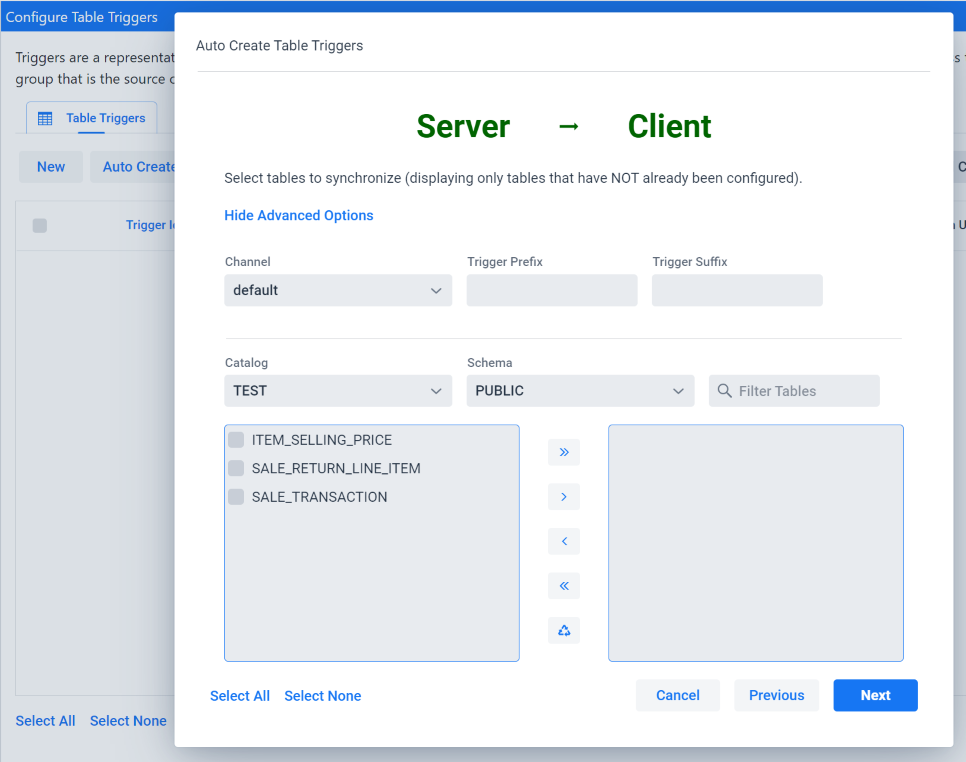 Configure Table Triggers
Auto Create Table Triggers
Triggers are a
group that is the source
Table Triggers
New
Auto Create
Trigger
Server → Client
Select tables to synchronize (displaying only tables that have NOT already been configured).
Hide Advanced Options
Channel Trigger Prefix Trigger Suffix
default
Catalog Schema
TEST PUBLIC Filter Tables
ITEM_SELLING_PRICE
SALE_RETURN_LINE_ITEM
SALE_TRANSACTION
Select All Select None Cancel Previous Next
Select All Select None